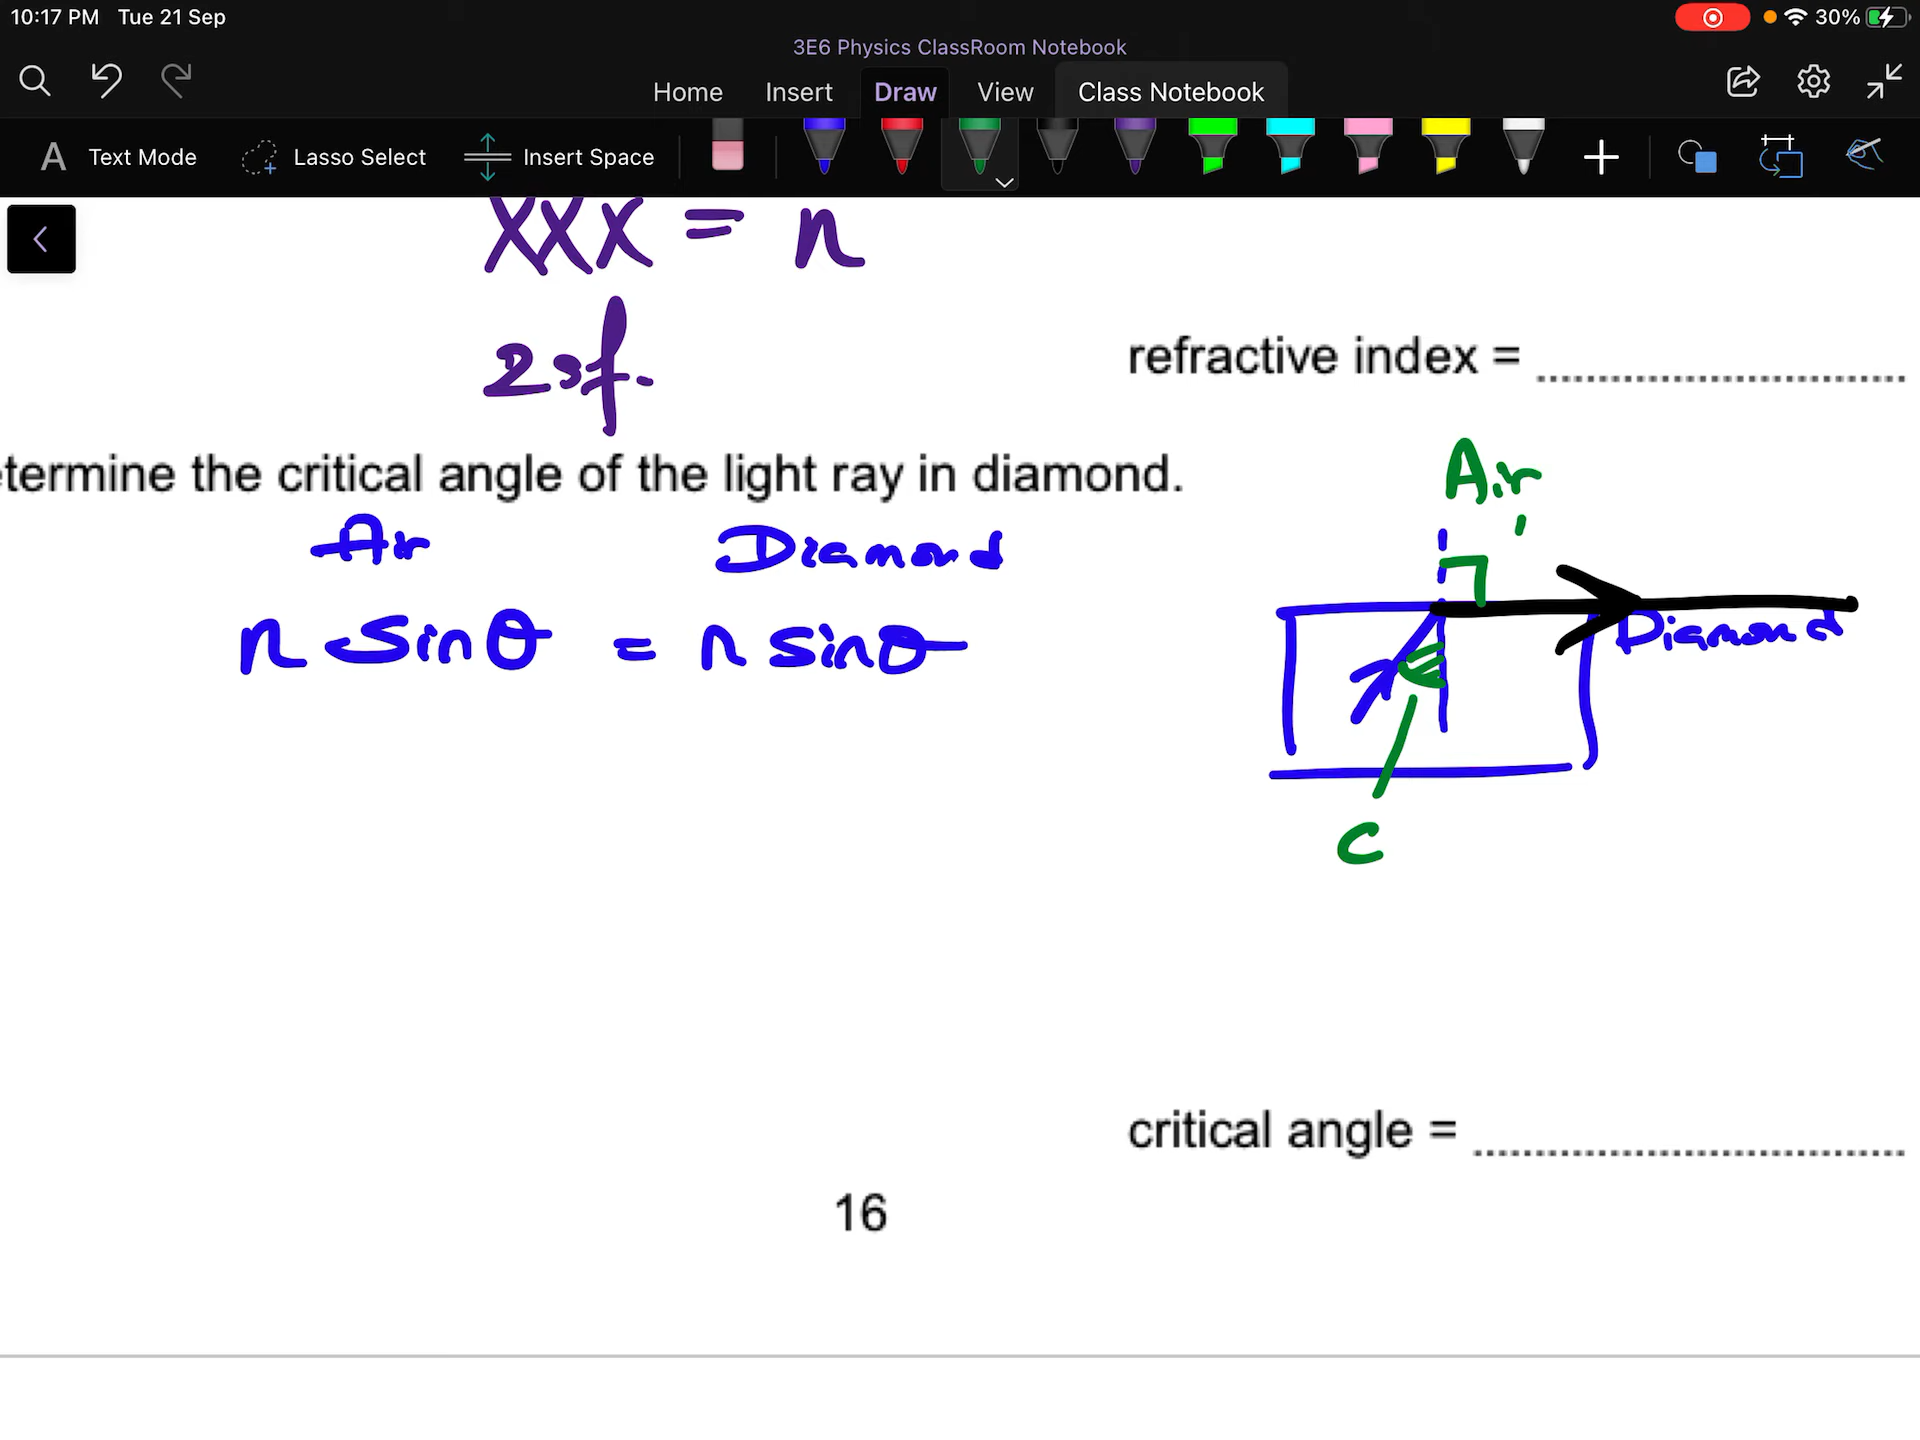 10:17 PM Tue 21 Sep
30%
3E6 Physics ClassRoom Notebook
Home Insert Draw View Class Notebook
A Text Mode Lasso Select Insert Space
xxx = n
2sf.
refractive index =
termine the critical angle of the light ray in diamond.
Air
Air Diamond
n sinθ = n sinθ
Diamond
C
critical angle =
16